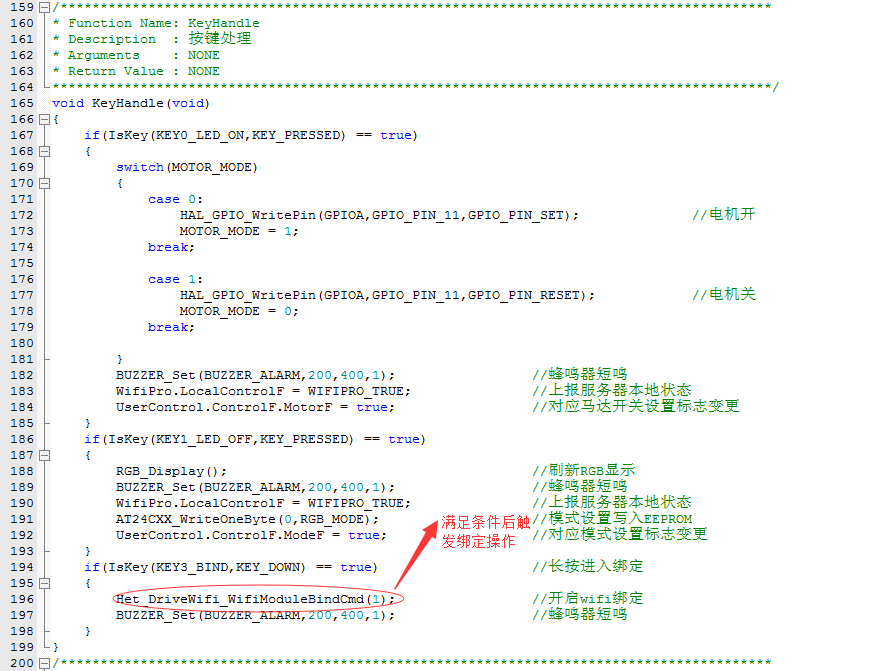 159 /*****************************************************************************************
160 * Function Name: KeyHandle
161 * Description  : 按键处理
162 * Arguments    : NONE
163 * Return Value : NONE
164 ******************************************************************************************/
165 void KeyHandle(void)
166 {
167     if(IsKey(KEY0_LED_ON,KEY_PRESSED) == true)
168     {
169         switch(MOTOR_MODE)
170         {
171             case 0:
172                 HAL_GPIO_WritePin(GPIOA,GPIO_PIN_11,GPIO_PIN_SET);              //电机开
173                 MOTOR_MODE = 1;
174             break;
175
176             case 1:
177                 HAL_GPIO_WritePin(GPIOA,GPIO_PIN_11,GPIO_PIN_RESET);            //电机关
178                 MOTOR_MODE = 0;
179             break;
180
181         }
182         BUZZER_Set(BUZZER_ALARM,200,400,1);                 //蜂鸣器短鸣
183         WifiPro.LocalControlF = WIFIPRO_TRUE;               //上报服务器本地状态
184         UserControl.ControlF.MotorF = true;                 //对应马达开关设置标志变更
185     }
186     if(IsKey(KEY1_LED_OFF,KEY_PRESSED) == true)
187     {
188         RGB_Display();                                      //刷新RGB显示
189         BUZZER_Set(BUZZER_ALARM,200,400,1);                 //蜂鸣器短鸣
190         WifiPro.LocalControlF = WIFIPRO_TRUE;               //上报服务器本地状态
191         AT24CXX_WriteOneByte(0,RGB_MODE);                   //模式设置写入EEPROM
192         UserControl.ControlF.ModeF = true;                  //对应模式设置标志变更
满足条件后触
发绑定操作
193     }
194     if(IsKey(KEY3_BIND,KEY_DOWN) == true)                   //长按进入绑定
195     {
196         Het_DriveWifi_WifiModuleBindCmd(1);                 //开启wifi绑定
197         BUZZER_Set(BUZZER_ALARM,200,400,1);                 //蜂鸣器短鸣
198     }
199 }
200 /*****************************************************************************************